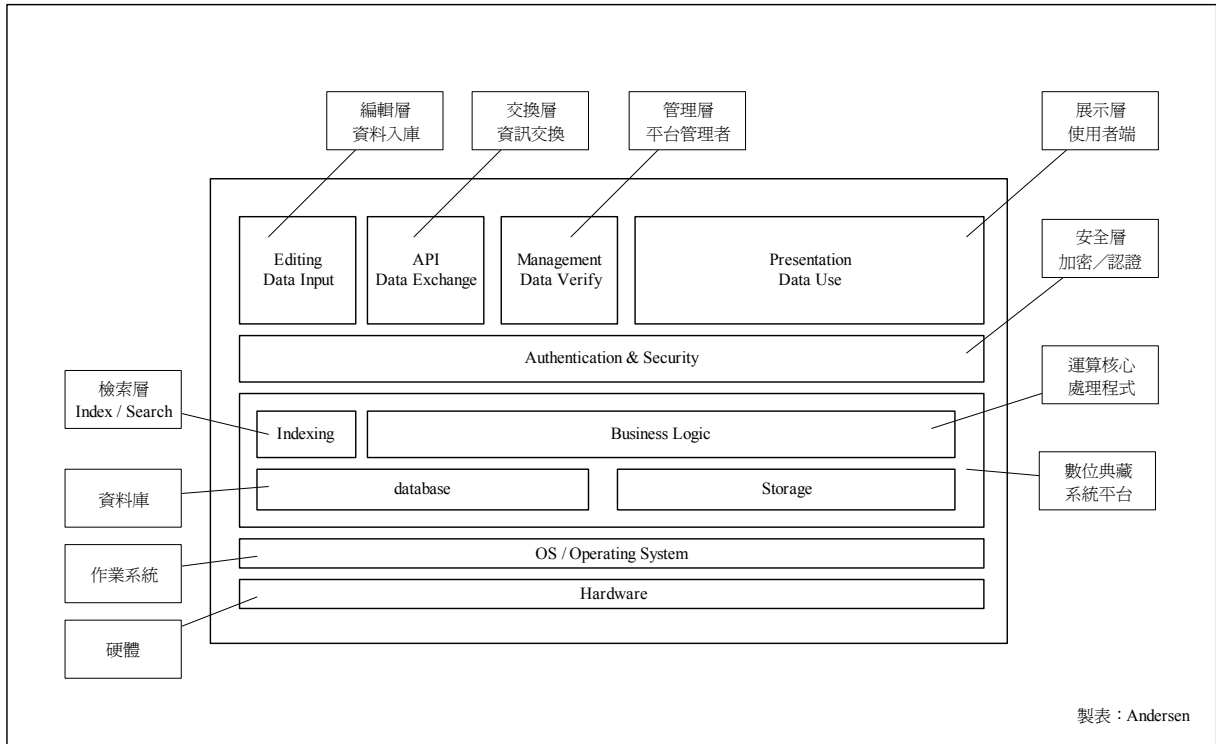 編輯層
資料入庫
交換層
資訊交換
管理層
平台管理者
展示層
使用者端
Editing
Data Input
API
Data Exchange
Management
Data Verify
Presentation
Data Use
安全層
加密／認證
Authentication & Security
檢索層
Index / Search
Indexing
Business Logic
運算核心
處理程式
資料庫
database
Storage
數位典藏
系統平台
作業系統
OS / Operating System
Hardware
硬體
製表：Andersen